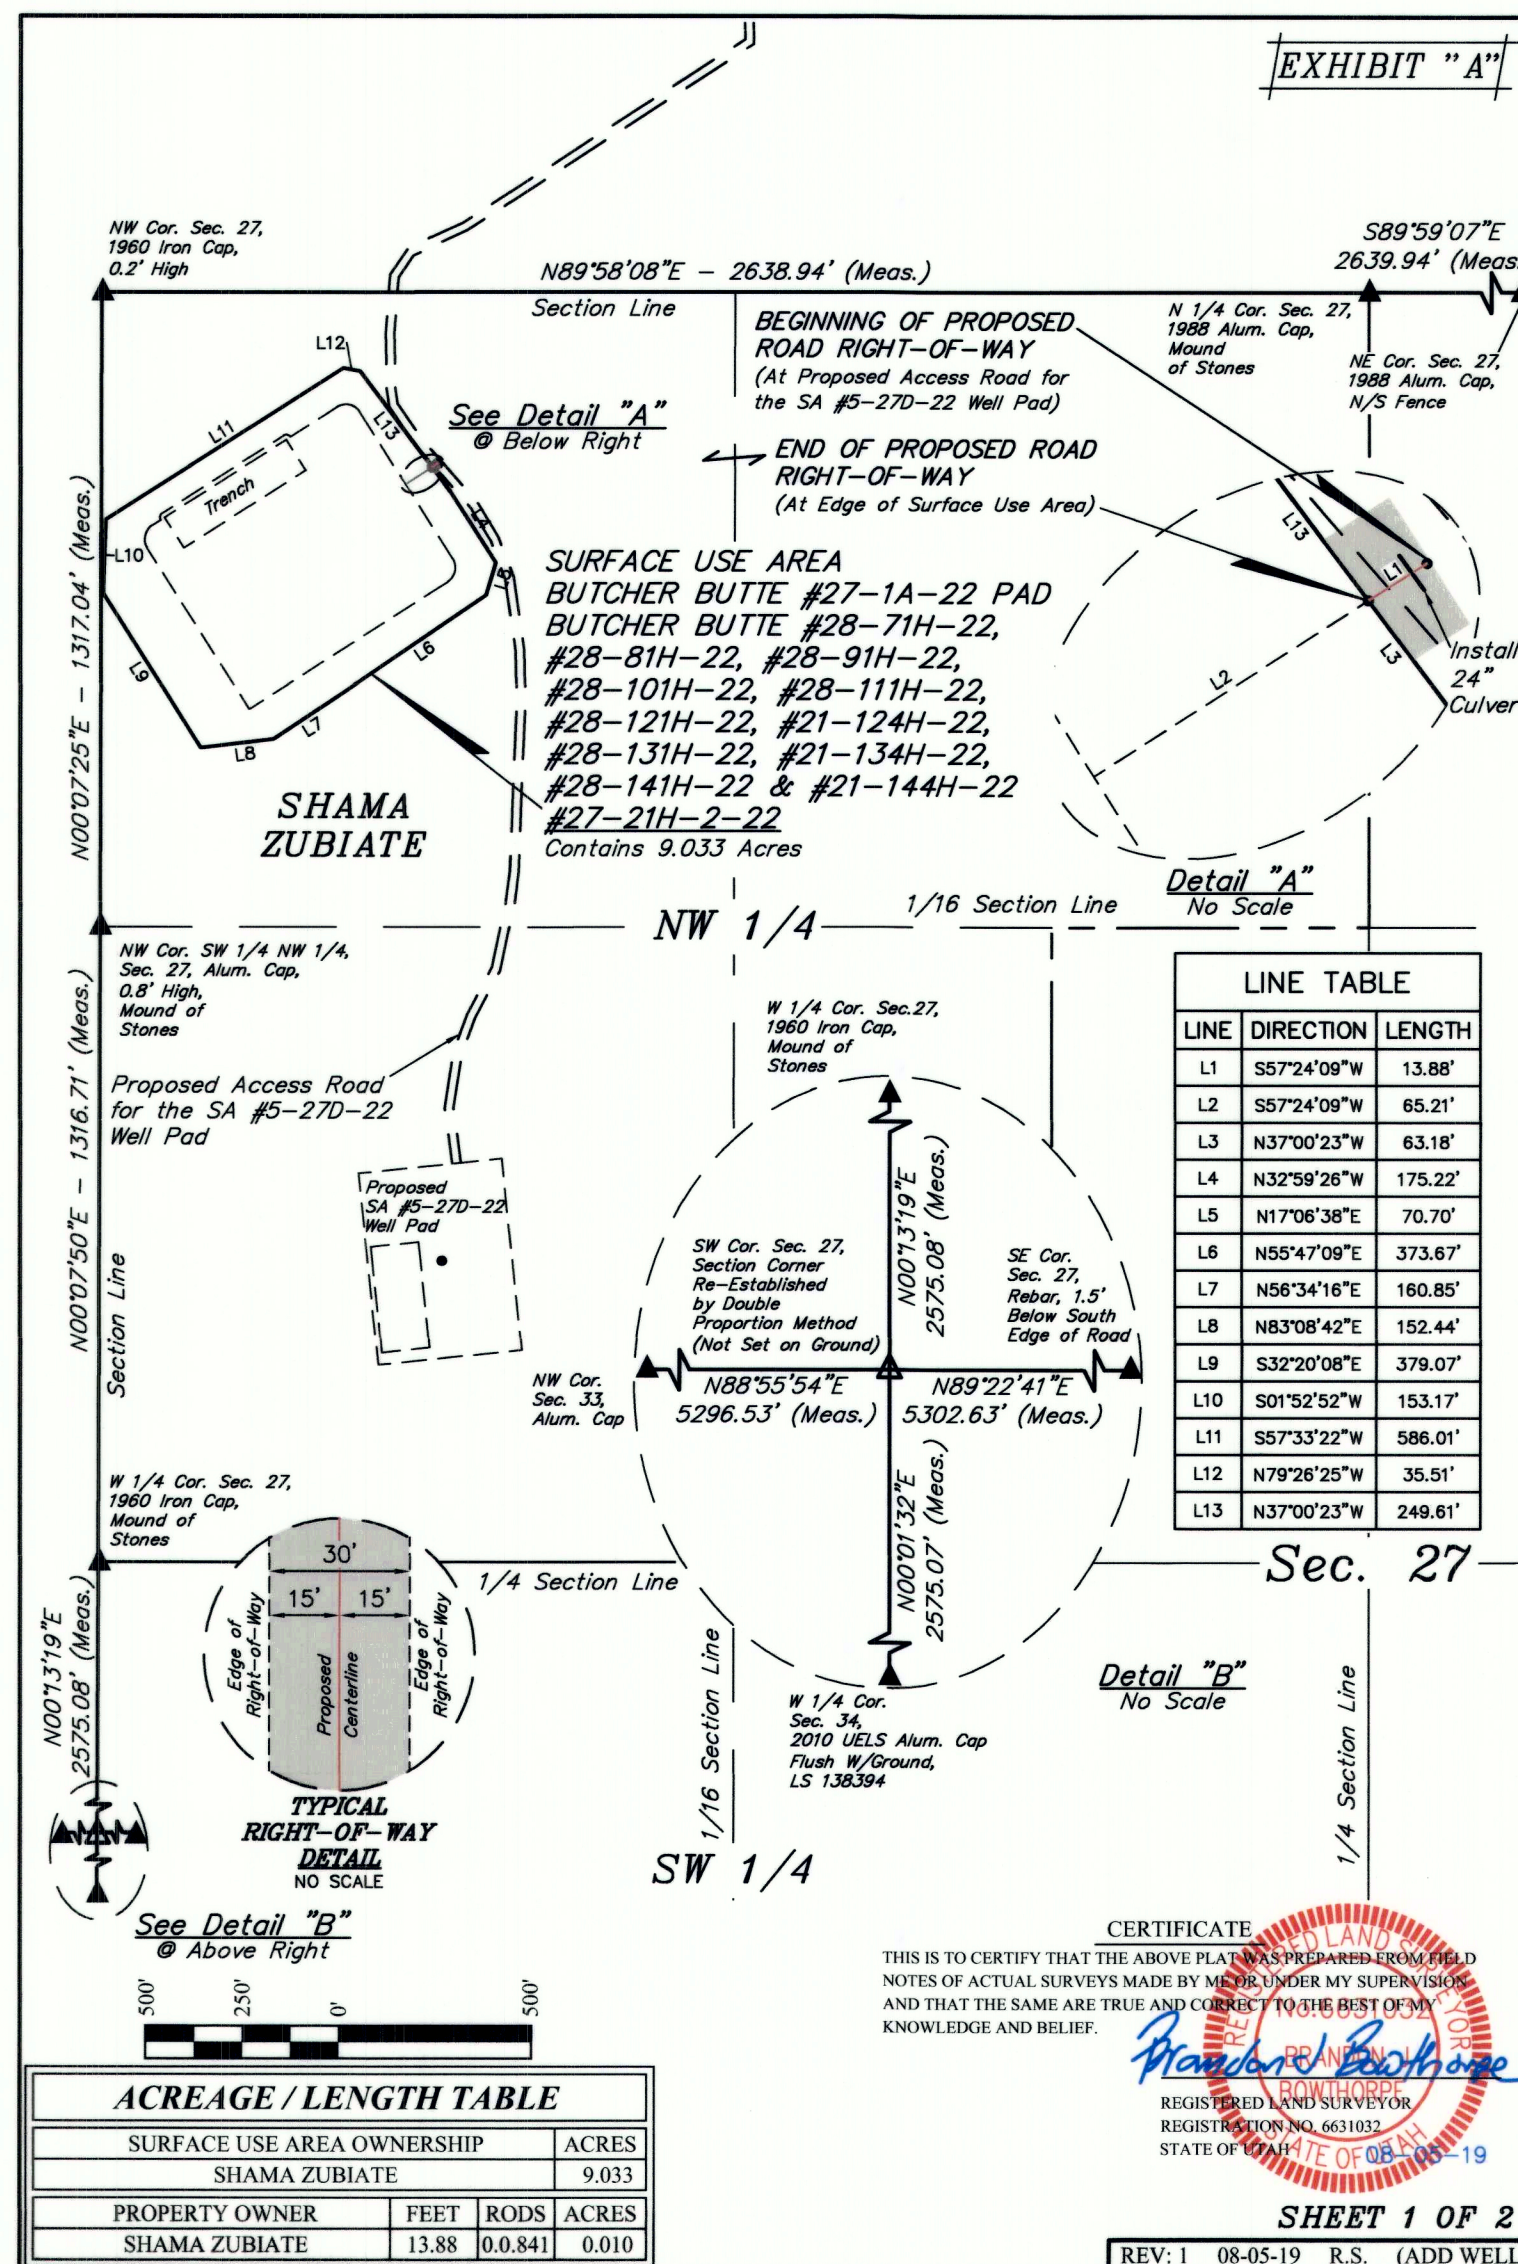 EXHIBIT "A"
NW Cor. Sec. 27,
1960 Iron Cap,
0.2' High
N89°58'08"E - 2638.94' (Meas.)
Section Line
S89°59'07"E
2639.94' (Meas.
N 1/4 Cor. Sec. 27,
1988 Alum. Cap,
Mound
of Stones
NE Cor. Sec. 27,
1988 Alum. Cap,
N/S Fence
BEGINNING OF PROPOSED
ROAD RIGHT-OF-WAY
(At Proposed Access Road for
the SA #5-27D-22 Well Pad)
END OF PROPOSED ROAD
RIGHT-OF-WAY
(At Edge of Surface Use Area)
See Detail "A"
@ Below Right
L12
L11
L13
Trench
L10
L4
L5
L9
L6
L7
L8
N00°07'25"E - 1317.04' (Meas.)
SURFACE USE AREA
BUTCHER BUTTE #27-1A-22 PAD
BUTCHER BUTTE #28-71H-22,
#28-81H-22, #28-91H-22,
#28-101H-22, #28-111H-22,
#28-121H-22, #21-124H-22,
#28-131H-22, #21-134H-22,
#28-141H-22 & #21-144H-22
#27-21H-2-22
Contains 9.033 Acres
SHAMA
ZUBIATE
L13
L1
L3
L2
Install
24"
Culver
Detail "A"
No Scale
NW 1/4
1/16 Section Line
NW Cor. SW 1/4 NW 1/4,
Sec. 27, Alum. Cap,
0.8' High,
Mound of
Stones
N00°07'50"E - 1316.71' (Meas.)
Section Line
Proposed Access Road
for the SA #5-27D-22
Well Pad
Proposed
SA #5-27D-22
Well Pad
W 1/4 Cor. Sec.27,
1960 Iron Cap,
Mound of
Stones
N00°13'19"E
2575.08' (Meas.)
SW Cor. Sec. 27,
Section Corner
Re-Established
by Double
Proportion Method
(Not Set on Ground)
SE Cor.
Sec. 27,
Rebar, 1.5'
Below South
Edge of Road
NW Cor.
Sec. 33,
Alum. Cap
N88°55'54"E
5296.53' (Meas.)
N89°22'41"E
5302.63' (Meas.)
N00°01'32"E
2575.07' (Meas.)
W 1/4 Cor.
Sec. 34,
2010 UELS Alum. Cap
Flush W/Ground,
LS 138394
Detail "B"
No Scale
LINE TABLE
LINE DIRECTION LENGTH
L1 S57°24'09"W 13.88'
L2 S57°24'09"W 65.21'
L3 N37°00'23"W 63.18'
L4 N32°59'26"W 175.22'
L5 N17°06'38"E 70.70'
L6 N55°47'09"E 373.67'
L7 N56°34'16"E 160.85'
L8 N83°08'42"E 152.44'
L9 S32°20'08"E 379.07'
L10 S01°52'52"W 153.17'
L11 S57°33'22"W 586.01'
L12 N79°26'25"W 35.51'
L13 N37°00'23"W 249.61'
Sec. 27
W 1/4 Cor. Sec. 27,
1960 Iron Cap,
Mound of
Stones
1/4 Section Line
N00°13'19"E
2575.08' (Meas.)
30'
15' 15'
Edge of
Right-of-Way
Proposed
Centerline
Edge of
Right-of-Way
TYPICAL
RIGHT-OF-WAY
DETAIL
NO SCALE
1/16 Section Line
1/4 Section Line
SW 1/4
See Detail "B"
@ Above Right
500' 250' 0' 500'
CERTIFICATE
THIS IS TO CERTIFY THAT THE ABOVE PLAT WAS PREPARED FROM FIELD
NOTES OF ACTUAL SURVEYS MADE BY ME OR UNDER MY SUPERVISION
AND THAT THE SAME ARE TRUE AND CORRECT TO THE BEST OF MY
KNOWLEDGE AND BELIEF.
Brandon J Bowthorpe
REGISTERED LAND SURVEYOR
REGISTRATION NO. 6631032
STATE OF UTAH
REGISTERED LAND SURVEYOR
No.6631032
BRANDON J.
BOWTHORPE
STATE OF UTAH
08-05-19
ACREAGE / LENGTH TABLE
SURFACE USE AREA OWNERSHIP ACRES
SHAMA ZUBIATE 9.033
PROPERTY OWNER FEET RODS ACRES
SHAMA ZUBIATE 13.88 0.0.841 0.010
SHEET 1 OF 2
REV: 1 08-05-19 R.S. (ADD WELL